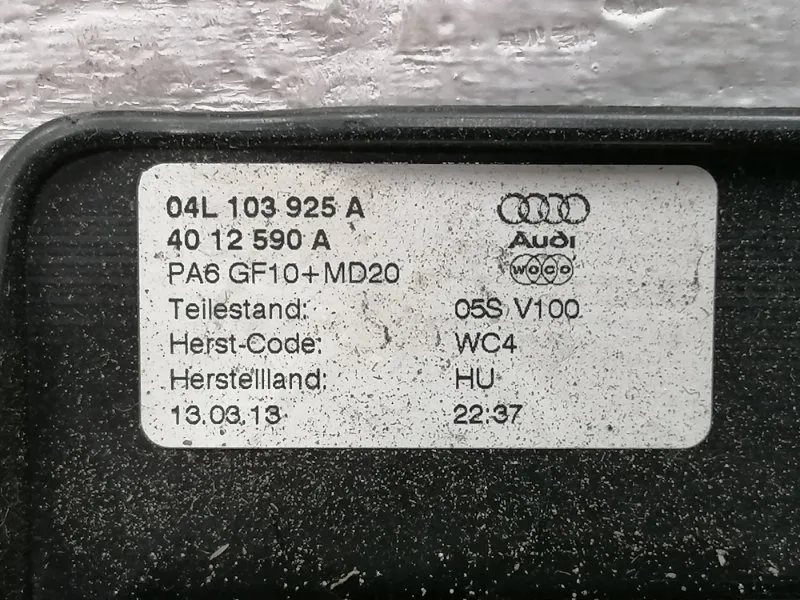 04L 103 925 A
40 12 590 A
Audi
PA6 GF10+MD20
woco
Teilestand: 05S V100
Herst-Code: WC4
Herstellland: HU
13.03.13 22:37